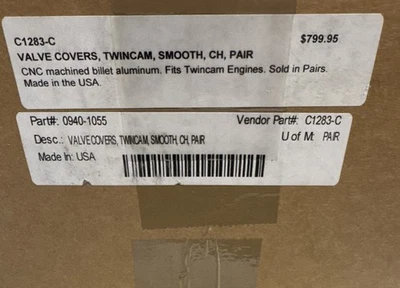 C1283-C $799.95
VALVE COVERS, TWINCAM, SMOOTH, CH, PAIR
CNC machined billet aluminum. Fits Twincam Engines. Sold in Pairs.
Made in the USA.
Part#: 0940-1055 Vendor Part#: C1283-C
Desc.: VALVE COVERS, TWINCAM, SMOOTH, CH, PAIR U of M: PAIR
Made In: USA